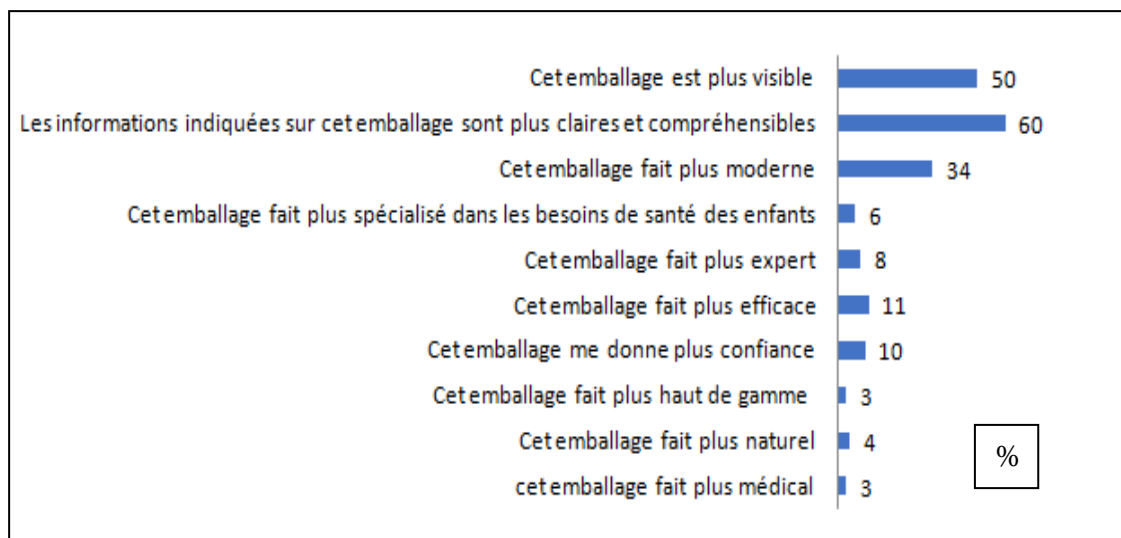 Cet emballage est plus visible 50
Les informations indiquées sur cet emballage sont plus claires et compréhensibles 60
Cet emballage fait plus moderne 34
Cet emballage fait plus spécialisé dans les besoins de santé des enfants 6
Cet emballage fait plus expert 8
Cet emballage fait plus efficace 11
Cet emballage me donne plus confiance 10
Cet emballage fait plus haut de gamme 3
Cet emballage fait plus naturel 4
%
cet emballage fait plus médical 3